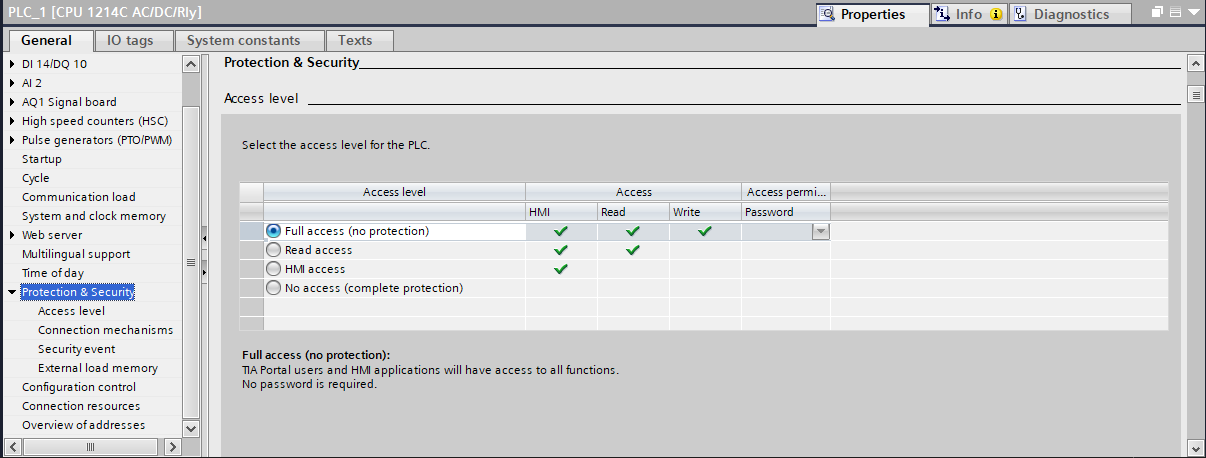 PLC_1 [CPU 1214C AC/DC/Rly]
Properties
Info
Diagnostics
General
IO tags
System constants
Texts
DI 14/DQ 10
AI 2
AQ1 Signal board
High speed counters (HSC)
Pulse generators (PTO/PWM)
Startup
Cycle
Communication load
System and clock memory
Web server
Multilingual support
Time of day
Protection & Security
Access level
Connection mechanisms
Security event
External load memory
Configuration control
Connection resources
Overview of addresses
Protection & Security
Access level
Select the access level for the PLC.
Access level Access Access permi...
HMI Read Write Password
Full access (no protection)
Read access
HMI access
No access (complete protection)
Full access (no protection):
TIA Portal users and HMI applications will have access to all functions.
No password is required.